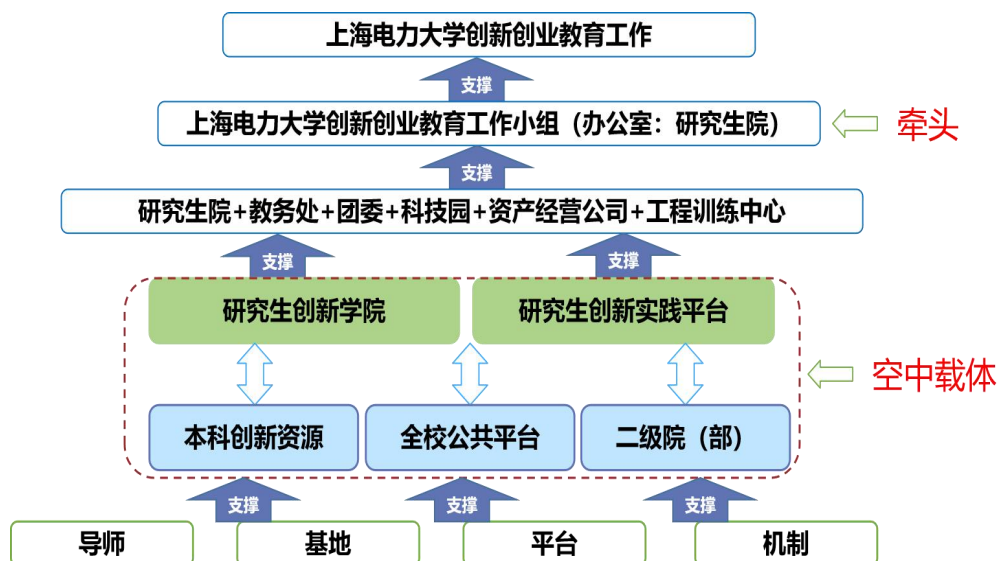 上海电力大学创新创业教育工作
支撑
上海电力大学创新创业教育工作小组（办公室：研究生院）
牵头
支撑
研究生院+教务处+团委+科技园+资产经营公司+工程训练中心
支撑
支撑
研究生创新学院
研究生创新实践平台
空中载体
本科创新资源
全校公共平台
二级院（部）
支撑
支撑
支撑
导师
基地
平台
机制